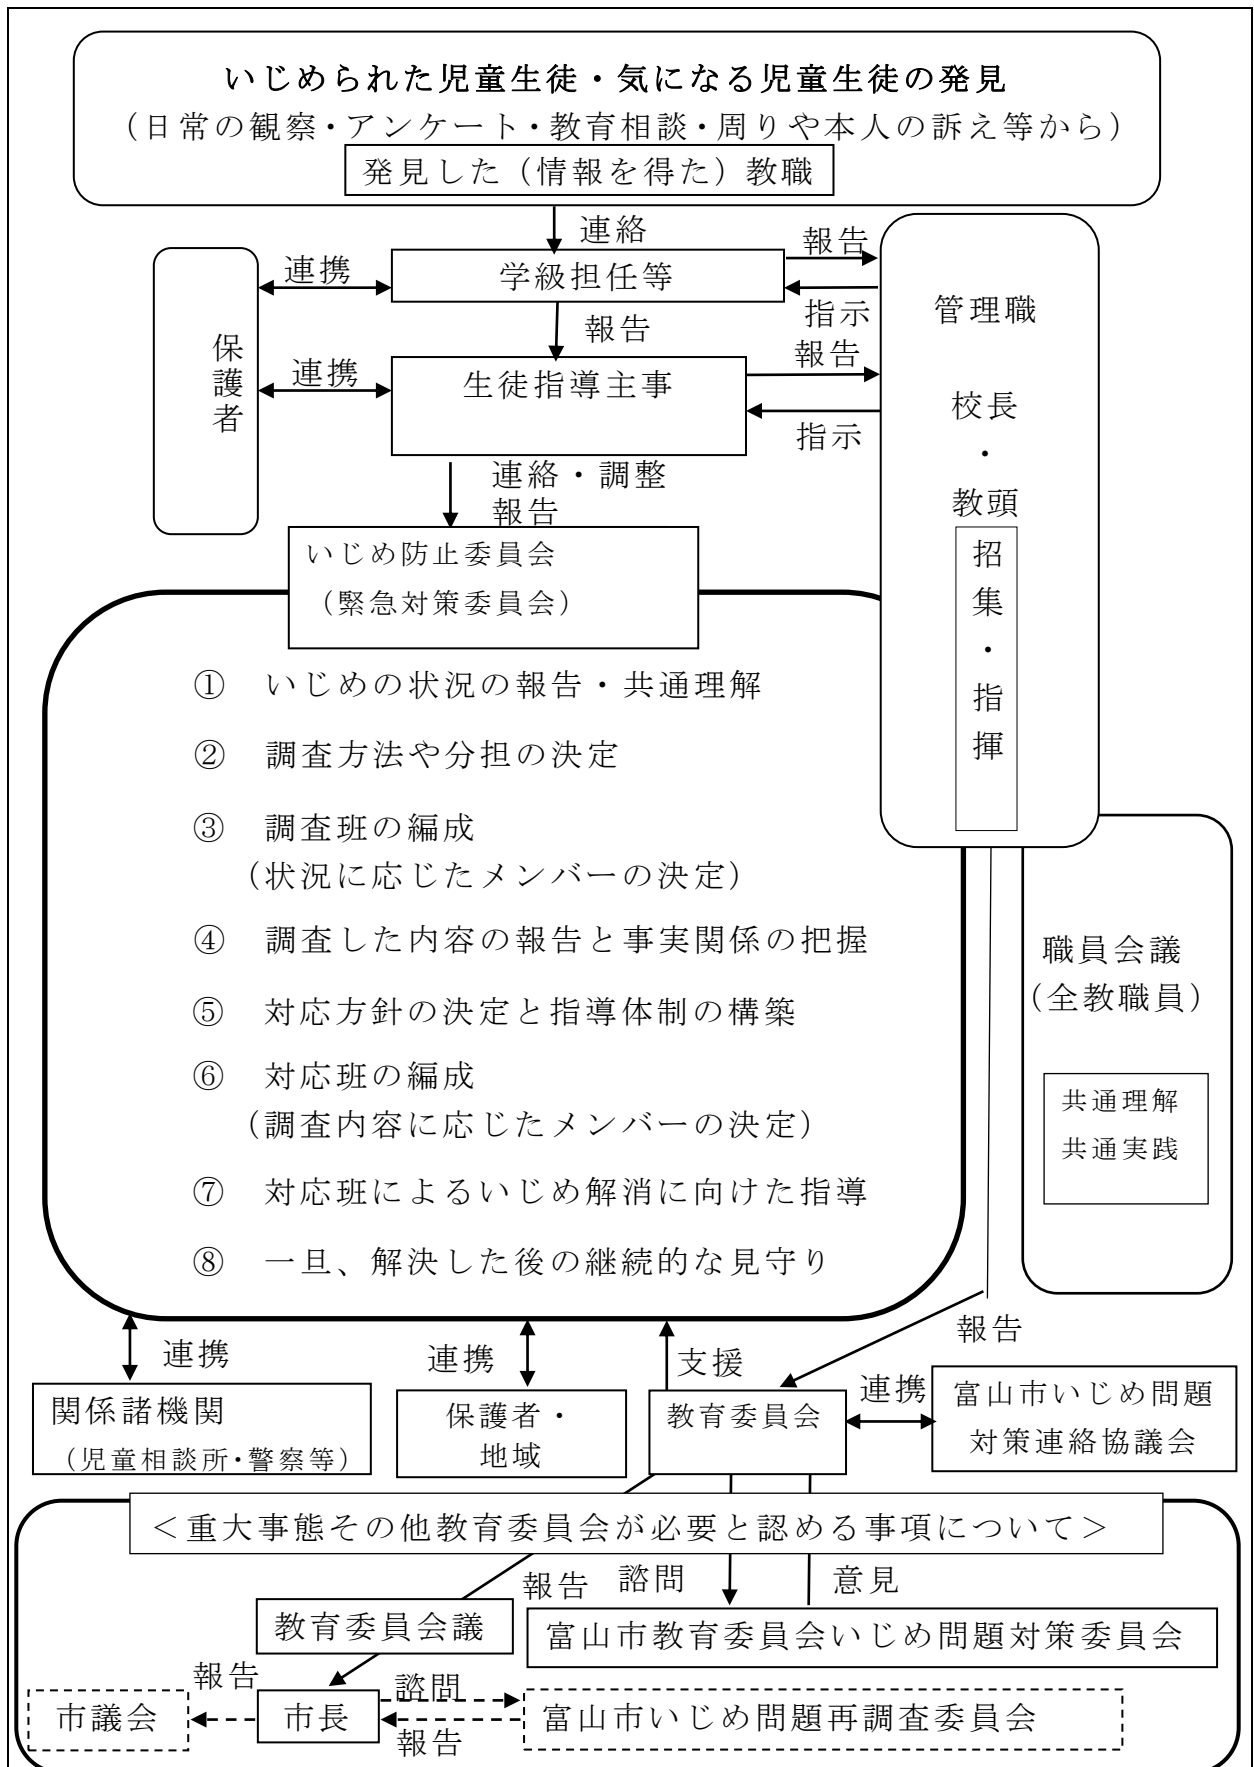 いじめられた児童生徒・気になる児童生徒の発見
（日常の観察・アンケート・教育相談・周りや本人の訴え等から）
発見した（情報を得た）教職
連絡
報告
連携
学級担任等
指示
報告
保護者
連携
生徒指導主事
報告
指示
管理職
校長
・
教頭
招集・指揮
連絡・調整
報告
いじめ防止委員会
（緊急対策委員会）
① いじめの状況の報告・共通理解
② 調査方法や分担の決定
③ 調査班の編成
（状況に応じたメンバーの決定）
④ 調査した内容の報告と事実関係の把握
⑤ 対応方針の決定と指導体制の構築
⑥ 対応班の編成
（調査内容に応じたメンバーの決定）
⑦ 対応班によるいじめ解消に向けた指導
⑧ 一旦、解決した後の継続的な見守り
職員会議
（全教職員）
共通理解
共通実践
連携
連携
支援
報告
関係諸機関
（児童相談所・警察等）
保護者・
地域
教育委員会
連携
富山市いじめ問題
対策連絡協議会
＜重大事態その他教育委員会が必要と認める事項について＞
報告
諮問
意見
教育委員会議
富山市教育委員会いじめ問題対策委員会
報告
諮問
市議会
市長
富山市いじめ問題再調査委員会
報告